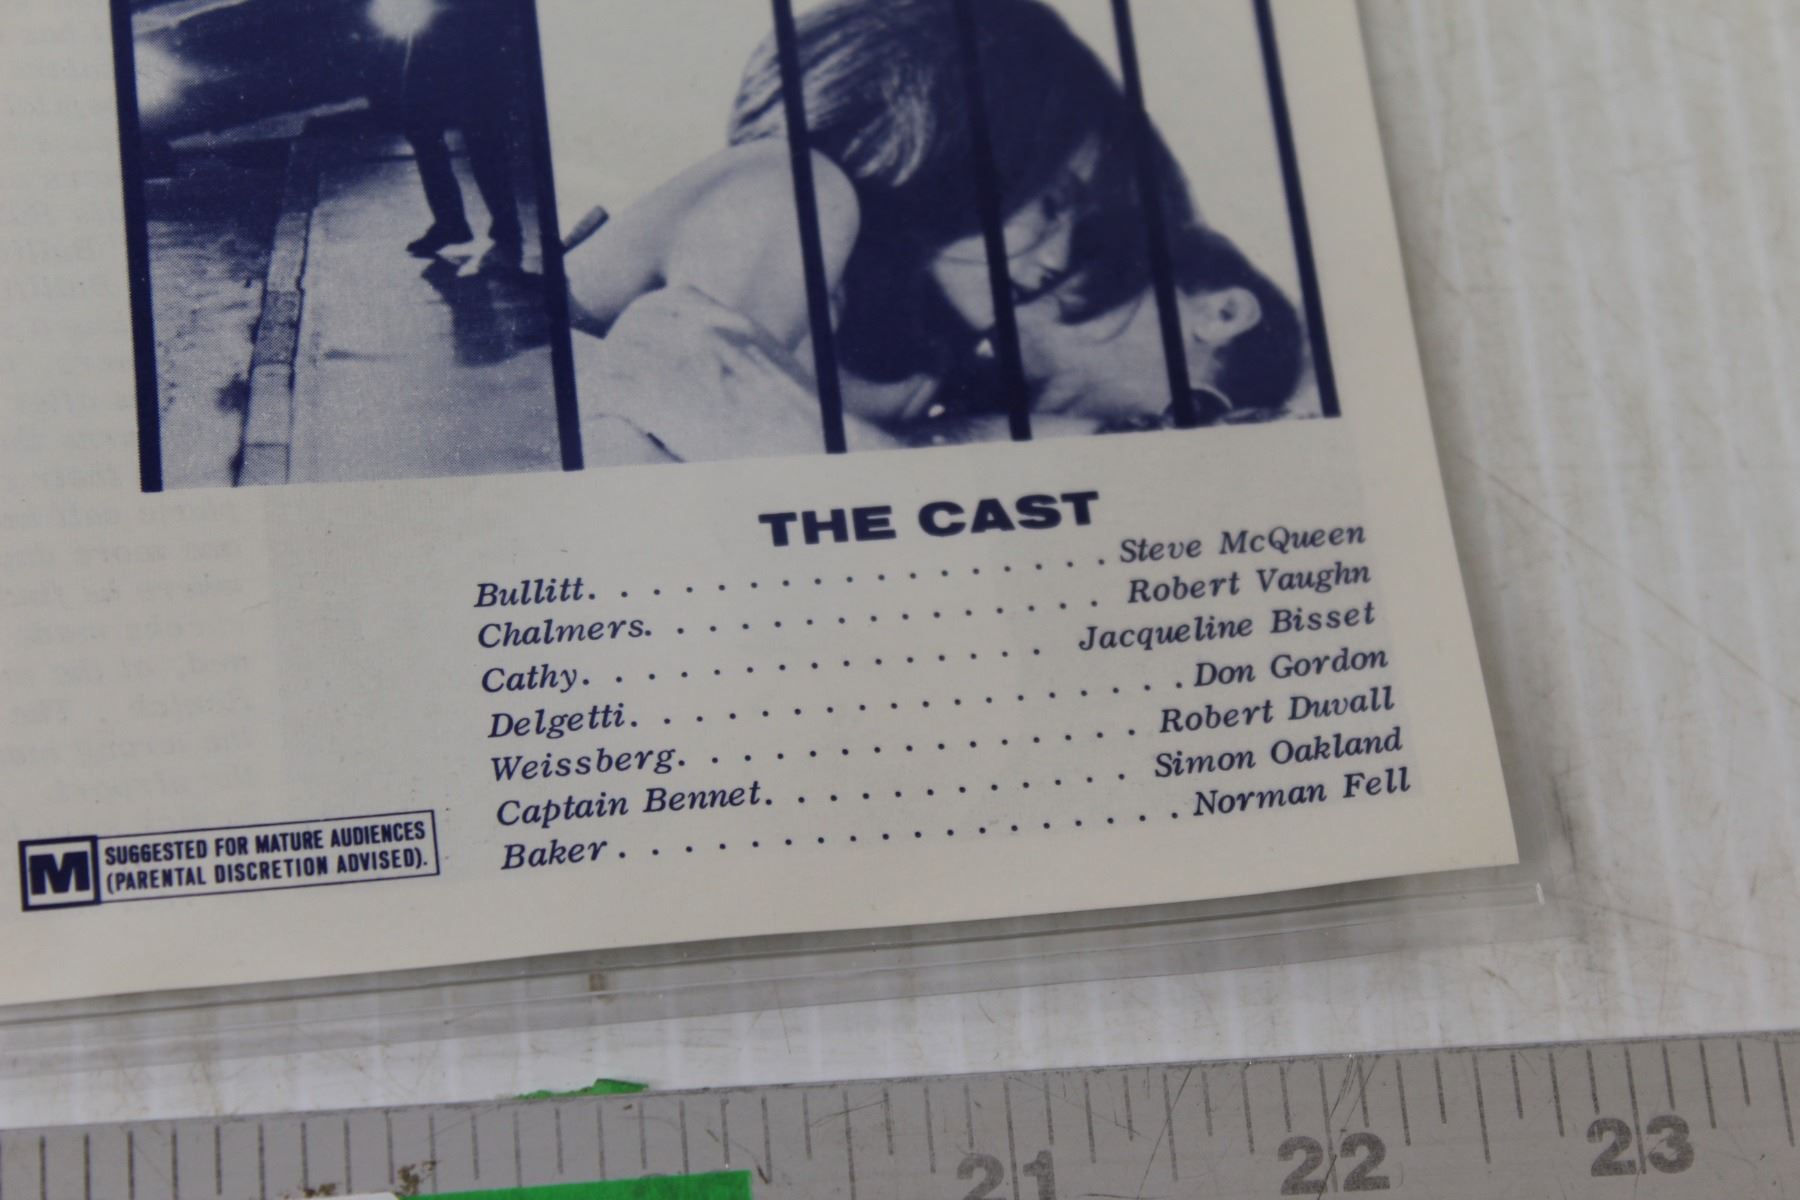 THE CAST
Bullitt. . . . . . . . . . . . . . . . . Steve McQueen
Chalmers. . . . . . . . . . . . . . . Robert Vaughn
Cathy. . . . . . . . . . . . . . . Jacqueline Bisset
Delgetti. . . . . . . . . . . . . . . . . . Don Gordon
Weissberg. . . . . . . . . . . . . . . Robert Duvall
Captain Bennet. . . . . . . . . . . . Simon Oakland
Baker . . . . . . . . . . . . . . . . . . Norman Fell
M SUGGESTED FOR MATURE AUDIENCES
(PARENTAL DISCRETION ADVISED).
21 22 23